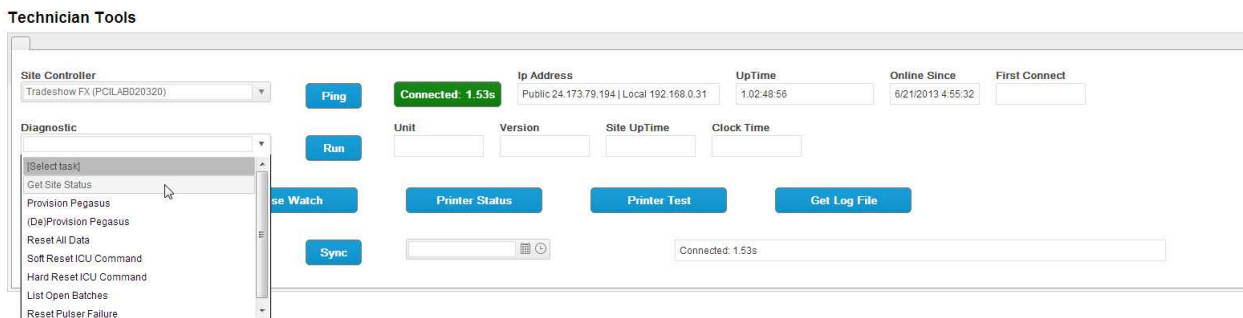 Technician Tools
Site Controller
Tradeshow FX (PCILAB020320)
Ping
Connected: 1.53s
Ip Address
Public 24.173.79.194 | Local 192.168.0.31
UpTime
1.02:48:56
Online Since
6/21/2013 4:55:32
First Connect
Diagnostic
Run
Unit
Version
Site UpTime
Clock Time
[Select task]
Get Site Status
Provision Pegasus
(De)Provision Pegasus
Reset All Data
Soft Reset ICU Command
Hard Reset ICU Command
List Open Batches
Reset Pulser Failure
se Watch
Printer Status
Printer Test
Get Log File
Sync
Connected: 1.53s